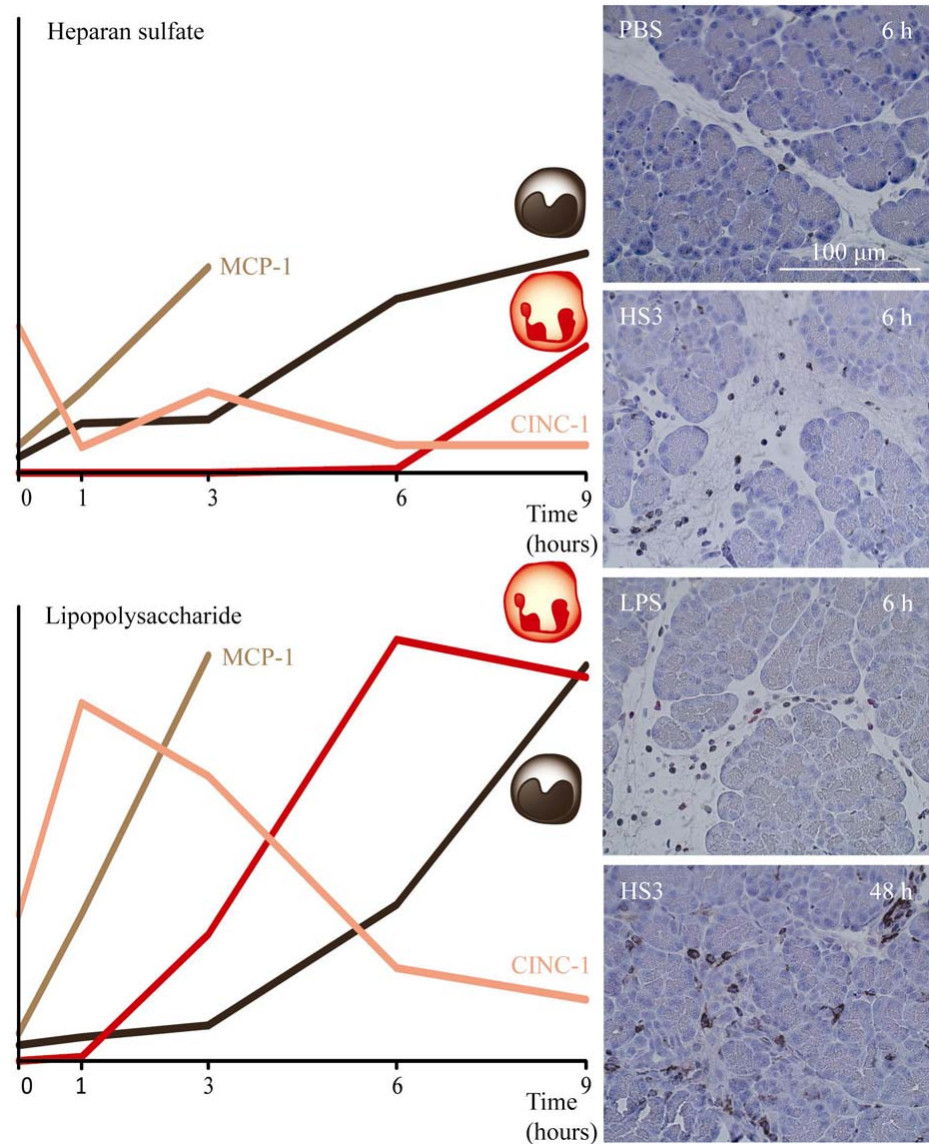 Heparan sulfate
MCP-1
CINC-1
0 1 3 6 9
Time
(hours)
Lipopolysaccharide
MCP-1
CINC-1
0 1 3 6 9
Time
(hours)
PBS 6 h
100 µm
HS3 6 h
LPS 6 h
HS3 48 h